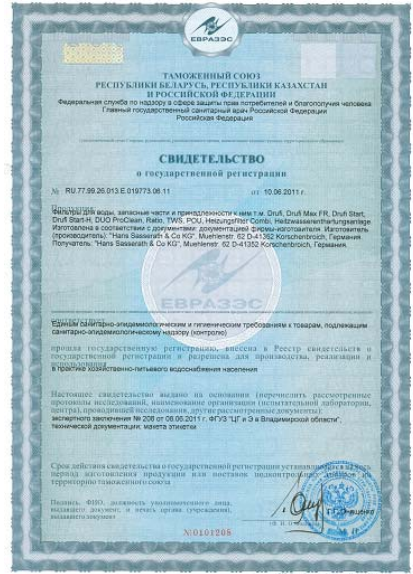 ЕВРАЗЭС
ТАМОЖЕННЫЙ СОЮЗ
РЕСПУБЛИКИ БЕЛАРУСЬ, РЕСПУБЛИКИ КАЗАХСТАН
И РОССИЙСКОЙ ФЕДЕРАЦИИ
Федеральная служба по надзору в сфере защиты прав потребителей и благополучия человека
Главный государственный санитарный врач Российской Федерации
Российская Федерация
СВИДЕТЕЛЬСТВО
о государственной регистрации
№ RU.77.99.26.013.Е.019773.06.11 от 10.06.2011 г.
Продукция:
Фильтры для воды, запасные части и принадлежности к ним т.м. Drufi, Drufi Max FR, Drufi Start,
Drufi Start-H, DUO ProClean, Ratio, TWS, POU, Heizungsfilter Combi, Heitzwasserenthartungsanlage.
Изготовлена в соответствии с документами: документацией фирмы-изготовителя Изготовитель
(производитель): "Hans Sasserath & Co KG", Muehlenstr. 62 D-41352 Korschenbroich, Германия
Получатель: "Hans Sasserath & Co KG", Muehlenstr. 62 D-41352 Korschenbroich, Германия.
ЕВРАЗЭС
соответствует
Единым санитарно-эпидемиологическим и гигиеническим требованиям к товарам, подлежащим
санитарно-эпидемиологическому надзору (контролю)
прошла государственную регистрацию, внесена в Реестр свидетельств о
государственной регистрации и разрешена для производства, реализации и
использования
в практике хозяйственно-питьевого водоснабжения населения
Настоящее свидетельство выдано на основании (перечислить рассмотренные
протоколы исследований, наименование организации (испытательной лаборатории,
центра), проводившей исследования, другие рассмотренные документы):
экспертного заключения № 208 от 06.06.2011 г. ФГУЗ "ЦГ и Э в Владимирской области",
технической документации; макета этикетки
Срок действия свидетельства о государственной регистрации устанавливается на весь
период изготовления продукции или поставок подконтрольных товаров на
территорию таможенного союза
Подпись, ФИО, должность уполномоченного лица,
выдавшего документ, и печать органа (учреждения),
выдавшего документ
Г.Г. Онищенко
№0101205